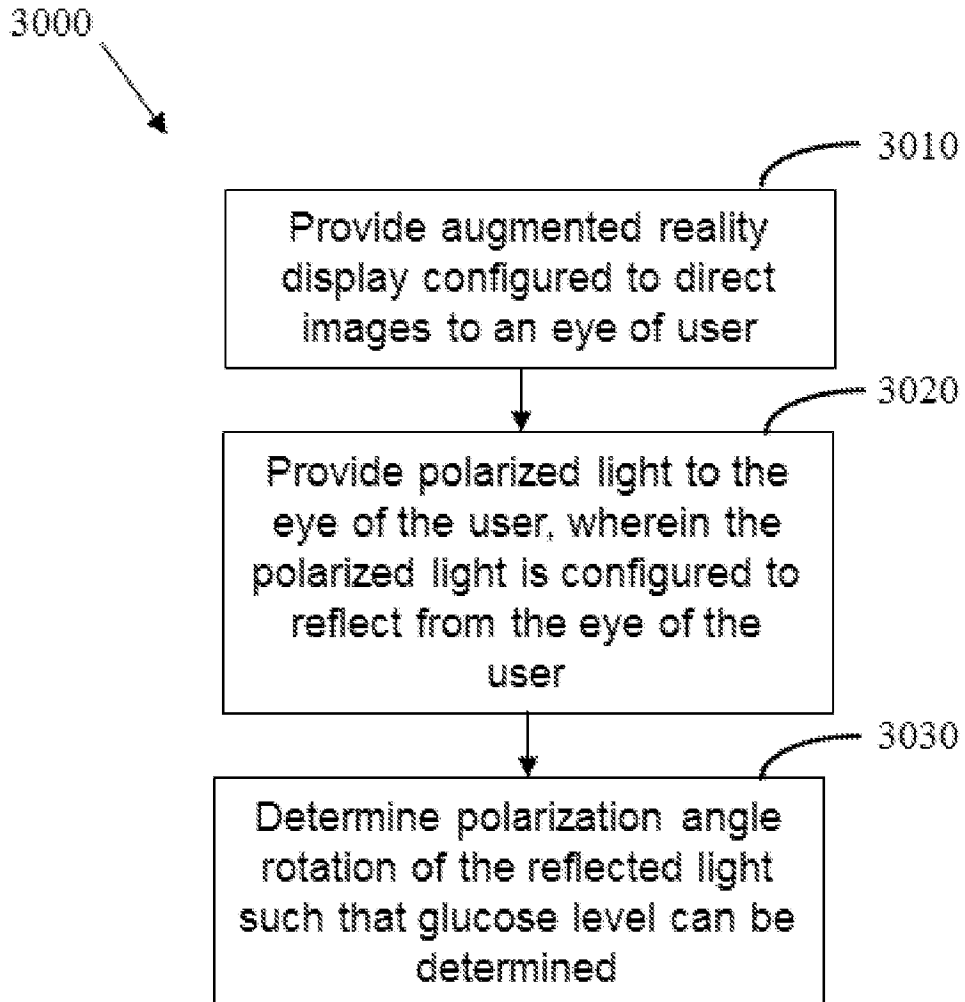 3000
3010
Provide augmented reality
display configured to direct
images to an eye of user
3020
Provide polarized light to the
eye of the user, wherein the
polarized light is configured to
reflect from the eye of the
user
3030
Determine polarization angle
rotation of the reflected light
such that glucose level can be
determined